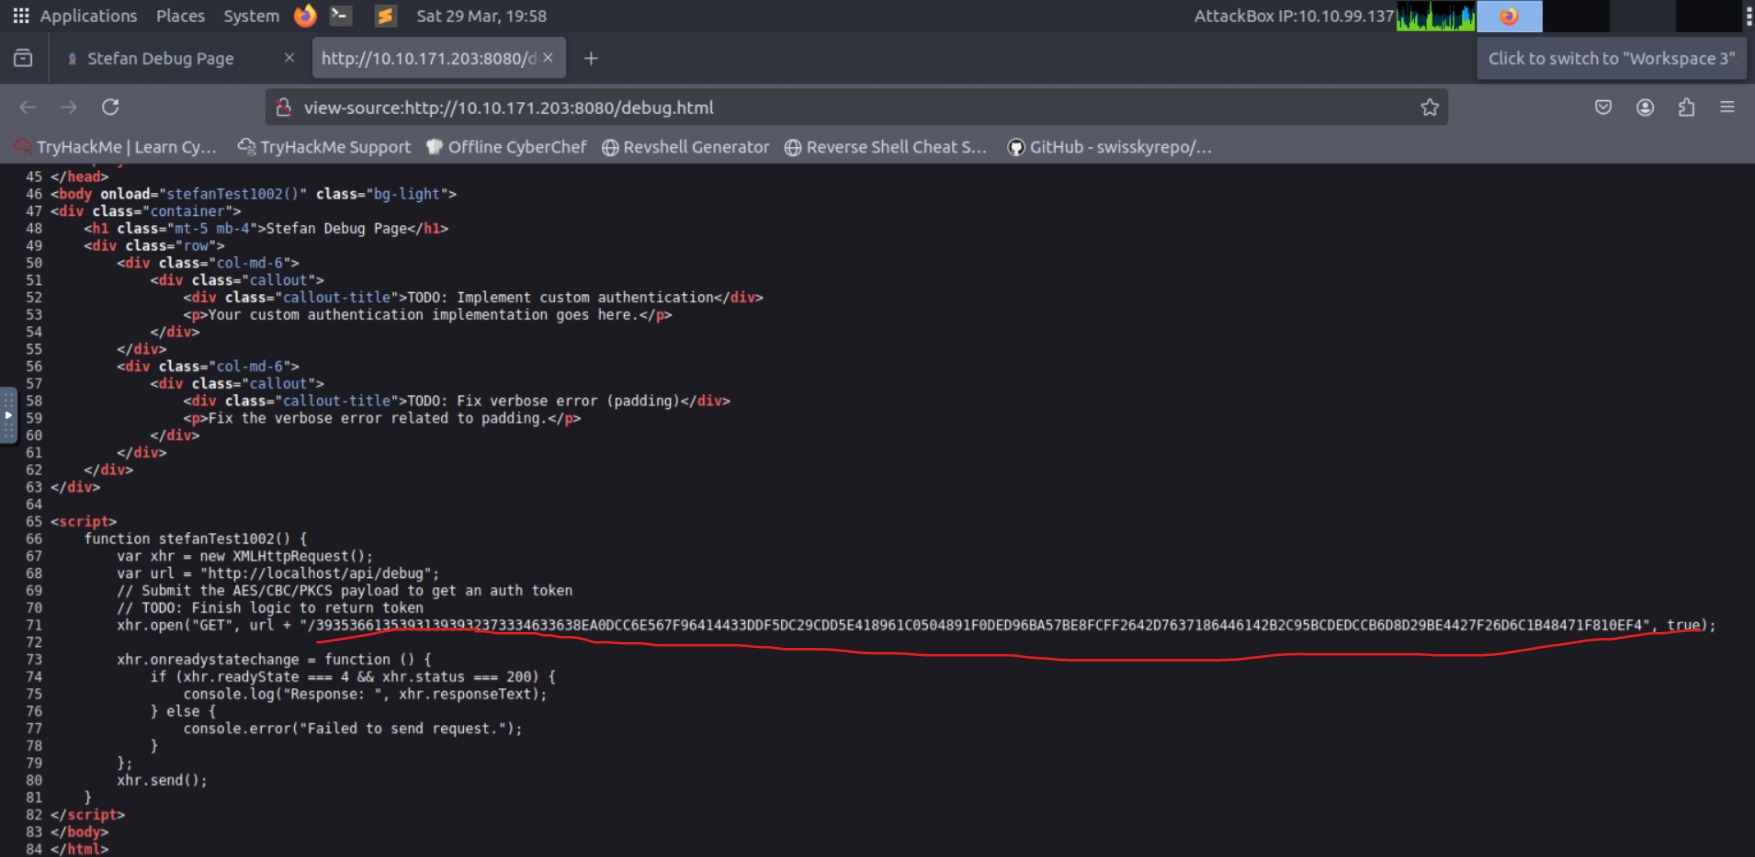 Applications Places System Sat 29 Mar, 19:58 AttackBox IP:10.10.99.137
Stefan Debug Page × http://10.10.171.203:8080/d × + Click to switch to "Workspace 3"
view-source:http://10.10.171.203:8080/debug.html
TryHackMe | Learn Cy... TryHackMe Support Offline CyberChef Revshell Generator Reverse Shell Cheat S... GitHub - swisskyrepo/...
45 </head>
46 <body onload="stefanTest1002()" class="bg-light">
47 <div class="container">
48 <h1 class="mt-5 mb-4">Stefan Debug Page</h1>
49 <div class="row">
50 <div class="col-md-6">
51 <div class="callout">
52 <div class="callout-title">TODO: Implement custom authentication</div>
53 <p>Your custom authentication implementation goes here.</p>
54 </div>
55 </div>
56 <div class="col-md-6">
57 <div class="callout">
58 <div class="callout-title">TODO: Fix verbose error (padding)</div>
59 <p>Fix the verbose error related to padding.</p>
60 </div>
61 </div>
62 </div>
63 </div>
64
65 <script>
66 function stefanTest1002() {
67 var xhr = new XMLHttpRequest();
68 var url = "http://localhost/api/debug";
69 // Submit the AES/CBC/PKCS payload to get an auth token
70 // TODO: Finish logic to return token
71 xhr.open("GET", url + "/39353661353931393932373334633638EA0DCC6E567F96414433DDF5DC29CDD5E418961C0504891F0DED96BA57BE8FCFF2642D7637186446142B2C95BCDEDCCB6D8D29BE4427F26D6C1B48471F810EF4", true);
72
73 xhr.onreadystatechange = function () {
74 if (xhr.readyState === 4 && xhr.status === 200) {
75 console.log("Response: ", xhr.responseText);
76 } else {
77 console.error("Failed to send request.");
78 }
79 };
80 xhr.send();
81 }
82 </script>
83 </body>
84 </html>